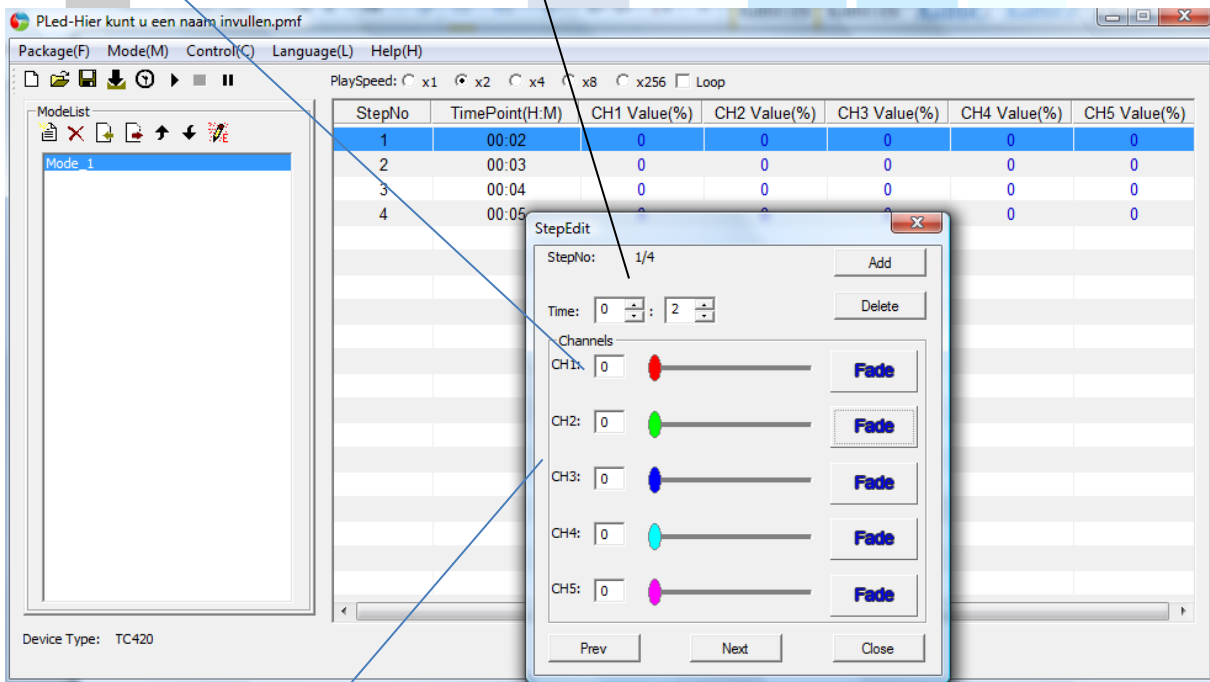 PLed-Hier kunt u een naam invullen.pmf
Package(F) Mode(M) Control(C) Language(L) Help(H)
PlaySpeed: x1 x2 x4 x8 x256 Loop
ModeList
Mode_1
StepNo TimePoint(H:M) CH1 Value(%) CH2 Value(%) CH3 Value(%) CH4 Value(%) CH5 Value(%)
1 00:02 0 0 0 0 0
2 00:03 0 0 0 0 0
3 00:04 0 0 0 0 0
4 00:05 0 0
StepEdit
StepNo: 1/4
Add
Time: 0 : 2
Delete
Channels
CH1: 0 Fade
CH2: 0 Fade
CH3: 0 Fade
CH4: 0 Fade
CH5: 0 Fade
Prev Next Close
Device Type: TC420